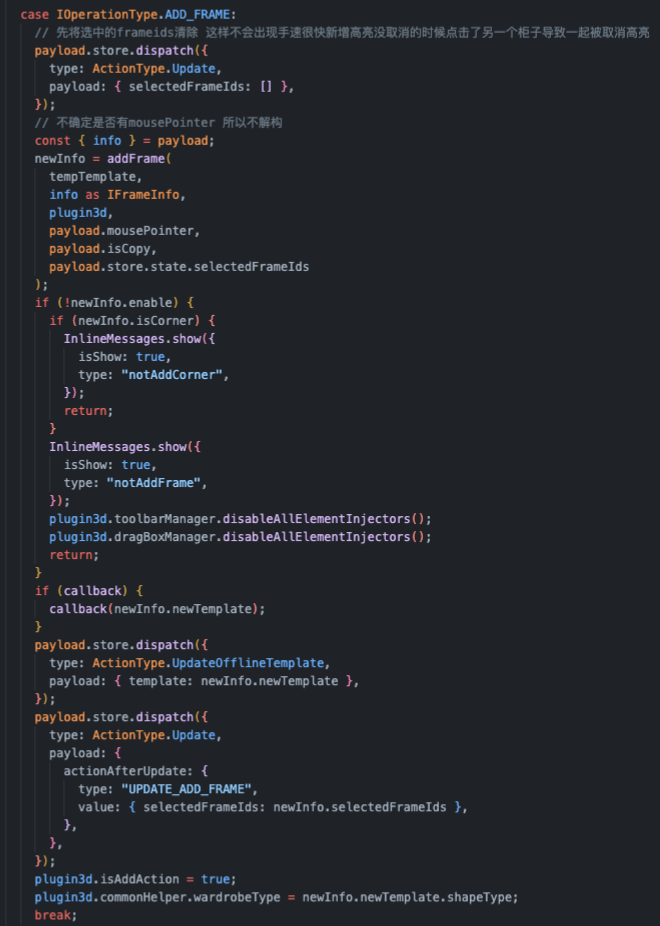 case IOperationType.ADD_FRAME:
// 先将选中的frameids清除 这样不会出现手速很快新增高亮没取消的时候点击了另一个柜子导致一起被取消高亮
payload.store.dispatch({
type: ActionType.Update,
payload: { selectedFrameIds: [] },
});
// 不确定是否有mousePointer 所以不解构
const { info } = payload;
newInfo = addFrame(
tempTemplate,
info as IFrameInfo,
plugin3d,
payload.mousePointer,
payload.isCopy,
payload.store.state.selectedFrameIds
);
if (!newInfo.enable) {
if (newInfo.isCorner) {
InlineMessages.show({
isShow: true,
type: "notAddCorner",
});
return;
}
InlineMessages.show({
isShow: true,
type: "notAddFrame",
});
plugin3d.toolbarManager.disableAllElementInjectors();
plugin3d.dragBoxManager.disableAllElementInjectors();
return;
}
if (callback) {
callback(newInfo.newTemplate);
}
payload.store.dispatch({
type: ActionType.UpdateOfflineTemplate,
payload: { template: newInfo.newTemplate },
});
payload.store.dispatch({
type: ActionType.Update,
payload: {
actionAfterUpdate: {
type: "UPDATE_ADD_FRAME",
value: { selectedFrameIds: newInfo.selectedFrameIds },
},
},
});
plugin3d.isAddAction = true;
plugin3d.commonHelper.wardrobeType = newInfo.newTemplate.shapeType;
break;